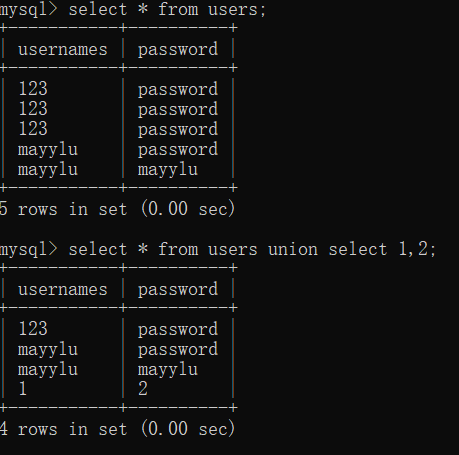 mysql> select * from users;
+-----------+----------+
| usernames | password |
+-----------+----------+
| 123       | password |
| 123       | password |
| 123       | password |
| mayylu    | password |
| mayylu    | mayylu   |
+-----------+----------+
5 rows in set (0.00 sec)
mysql> select * from users union select 1,2;
+-----------+----------+
| usernames | password |
+-----------+----------+
| 123       | password |
| mayylu    | password |
| mayylu    | mayylu   |
| 1         | 2        |
+-----------+----------+
4 rows in set (0.00 sec)